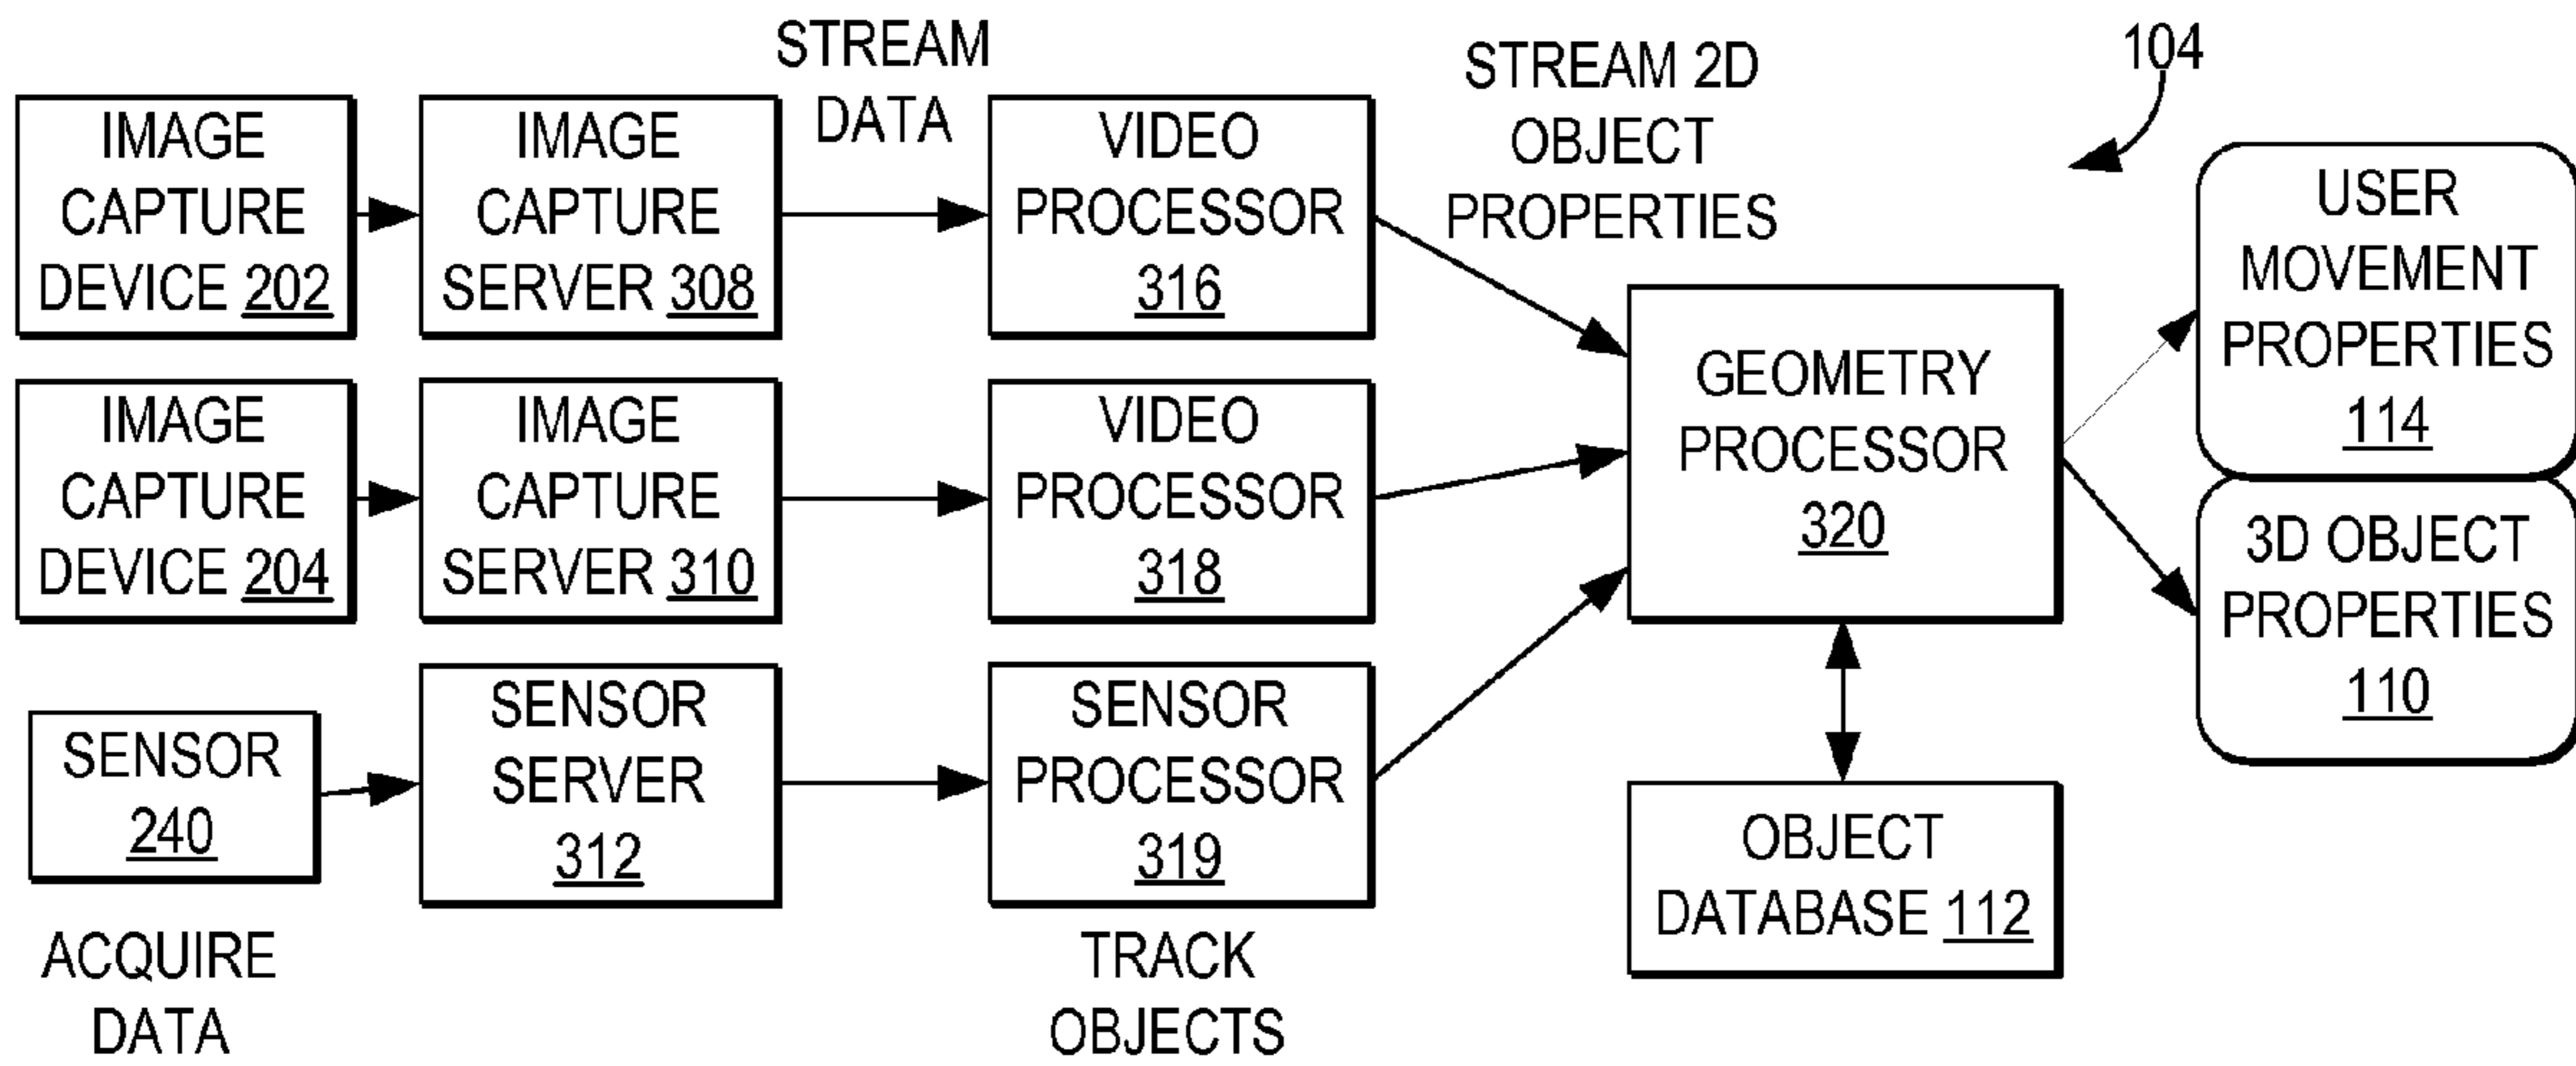 STREAM
DATA
STREAM 2D
OBJECT
PROPERTIES
104
IMAGE
CAPTURE
DEVICE 202
IMAGE
CAPTURE
SERVER 308
VIDEO
PROCESSOR
316
IMAGE
CAPTURE
DEVICE 204
IMAGE
CAPTURE
SERVER 310
VIDEO
PROCESSOR
318
SENSOR
240
SENSOR
SERVER
312
SENSOR
PROCESSOR
319
GEOMETRY
PROCESSOR
320
OBJECT
DATABASE 112
USER
MOVEMENT
PROPERTIES
114
3D OBJECT
PROPERTIES
110
ACQUIRE
DATA
TRACK
OBJECTS